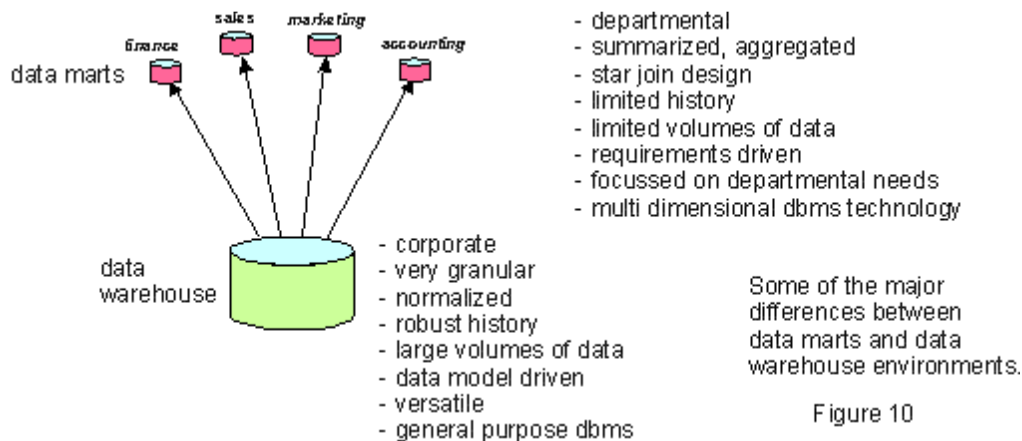 sales
marketing
finance
accounting
data marts
- departmental
- summarized, aggregated
- star join design
- limited history
- limited volumes of data
- requirements driven
- focussed on departmental needs
- multi dimensional dbms technology
data
warehouse
- corporate
- very granular
- normalized
- robust history
- large volumes of data
- data model driven
- versatile
- general purpose dbms
Some of the major
differences between
data marts and data
warehouse environments.
Figure 10